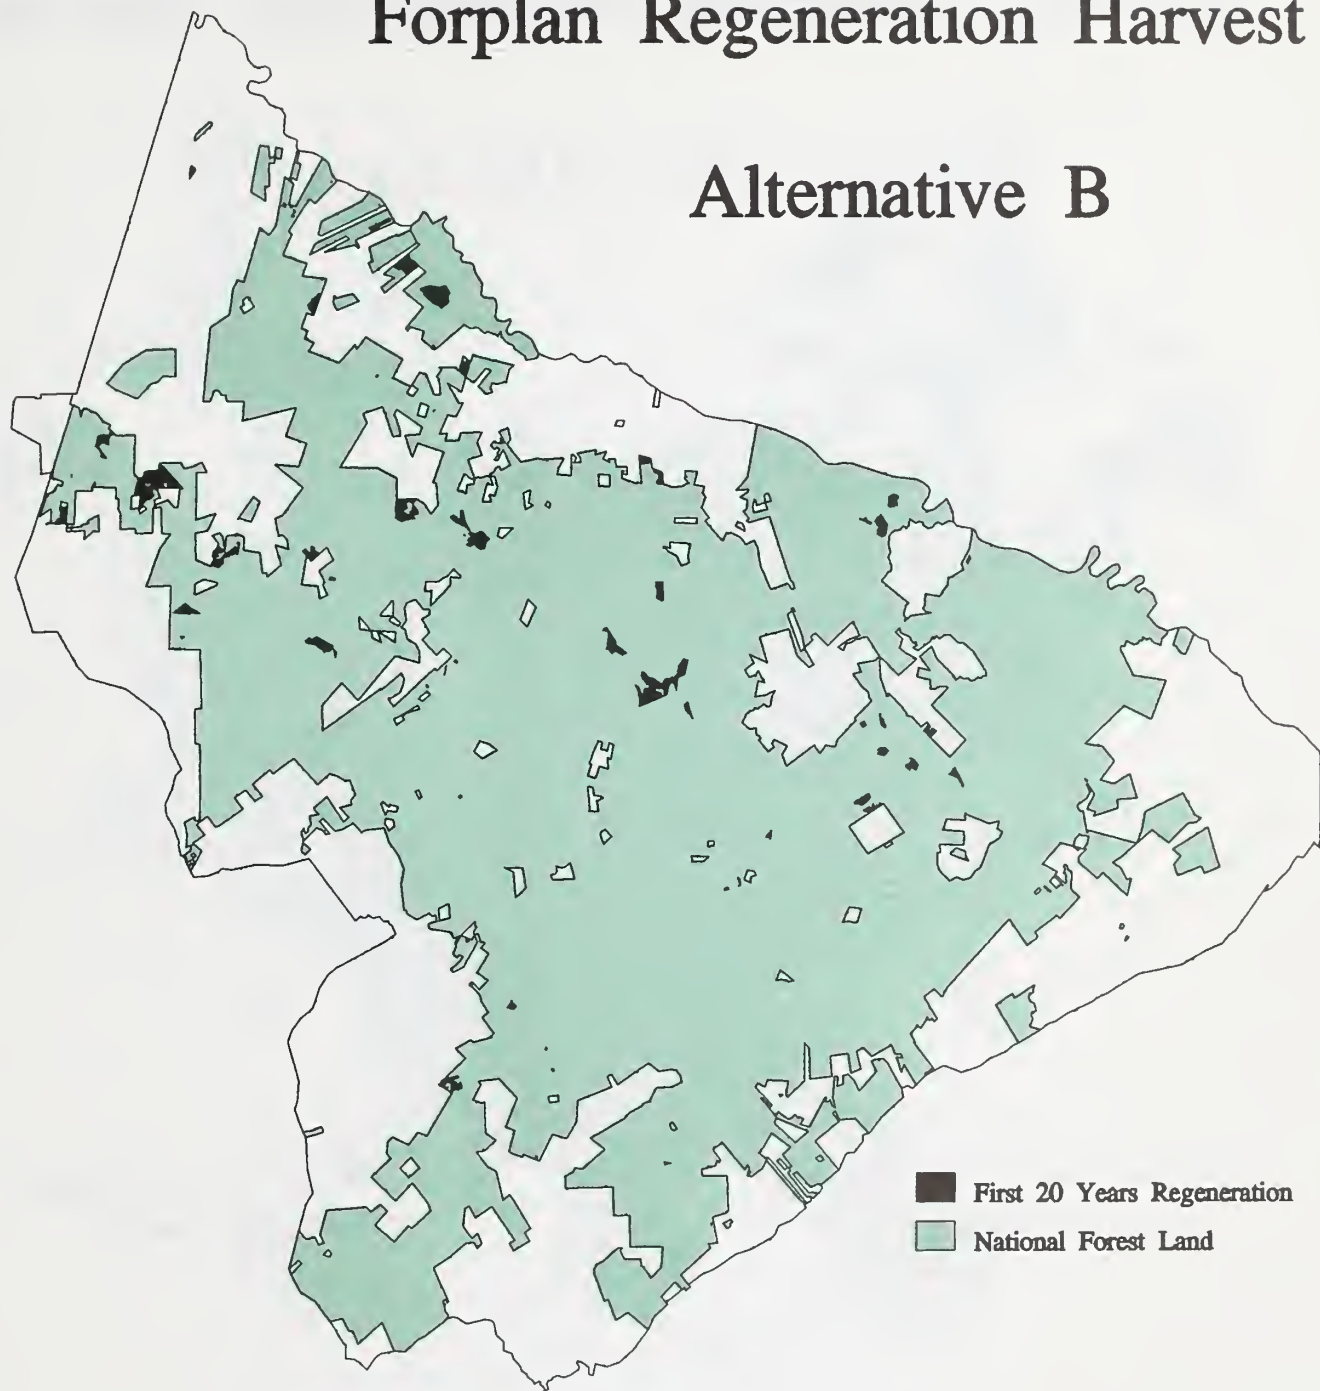 Forplan Regeneration Harvest
Alternative B
First 20 Years Regeneration
National Forest Land